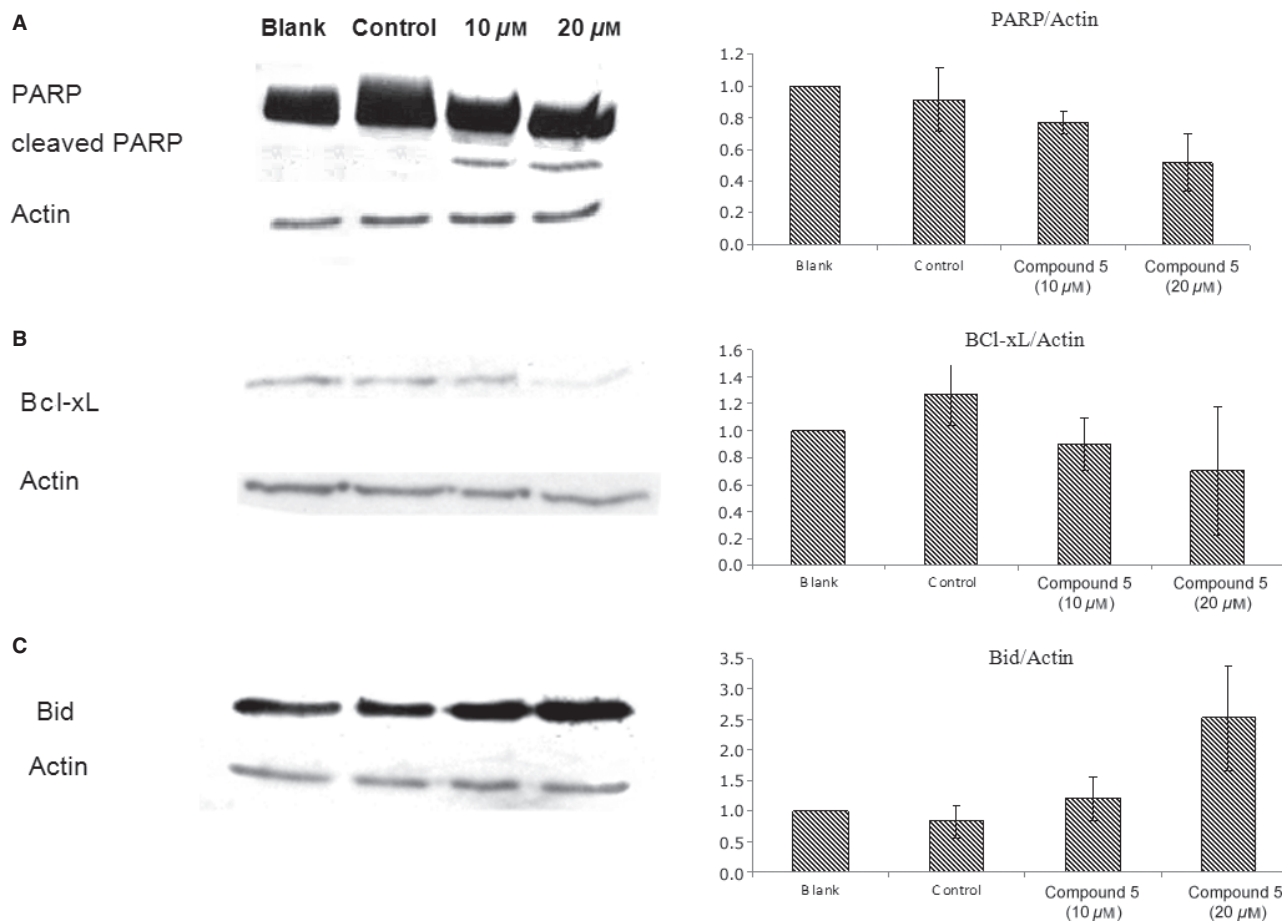 A
Blank Control 10 µM 20 µM
PARP
cleaved PARP
Actin
PARP/Actin
1.2
1.0
0.8
0.6
0.4
0.2
0.0
Blank Control Compound 5 Compound 5
(10 µM) (20 µM)
B
Bcl-xL
Actin
BCl-xL/Actin
1.6
1.4
1.2
1.0
0.8
0.6
0.4
0.2
0.0
Blank Control Compound 5 Compound 5
(10 µM) (20 µM)
C
Bid
Actin
Bid/Actin
3.5
3.0
2.5
2.0
1.5
1.0
0.5
0.0
Blank Control Compound 5 Compound 5
(10 µM) (20 µM)